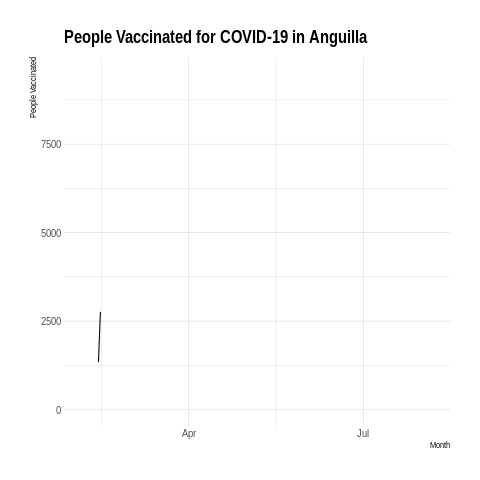 People Vaccinated for COVID-19 in Anguilla
People Vaccinated
7500
5000
2500
0
Apr
Jul
Month